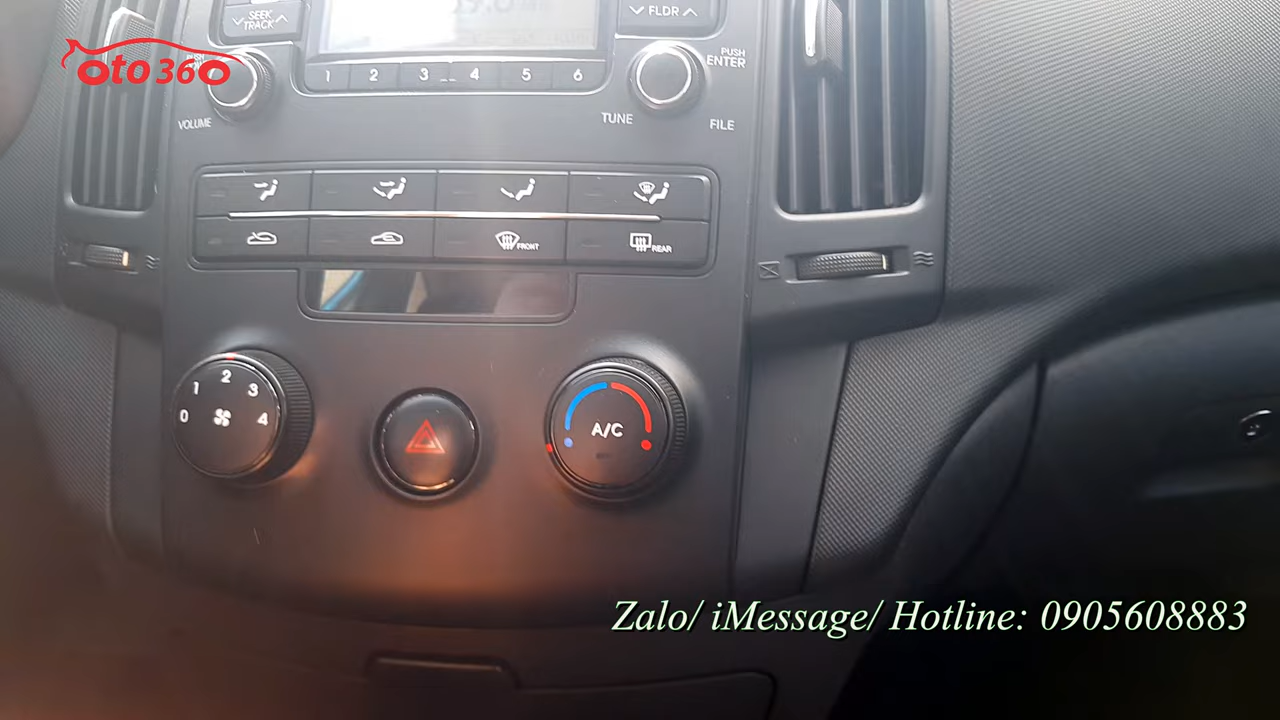 SEEK
TRACK
FLDR
oto360
PUSH
ENTER
1 2 3 4 5 6
VOLUME
TUNE
FILE
FRONT
REAR
0 1 2 3 4
A/C
Zalo/ iMessage/ Hotline: 0905608883